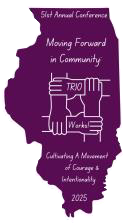 51st Annual Conference
Moving Forward
in Community
TRIO
Works!
Cultivating A Movement
of Courage &
Intentionality
2025